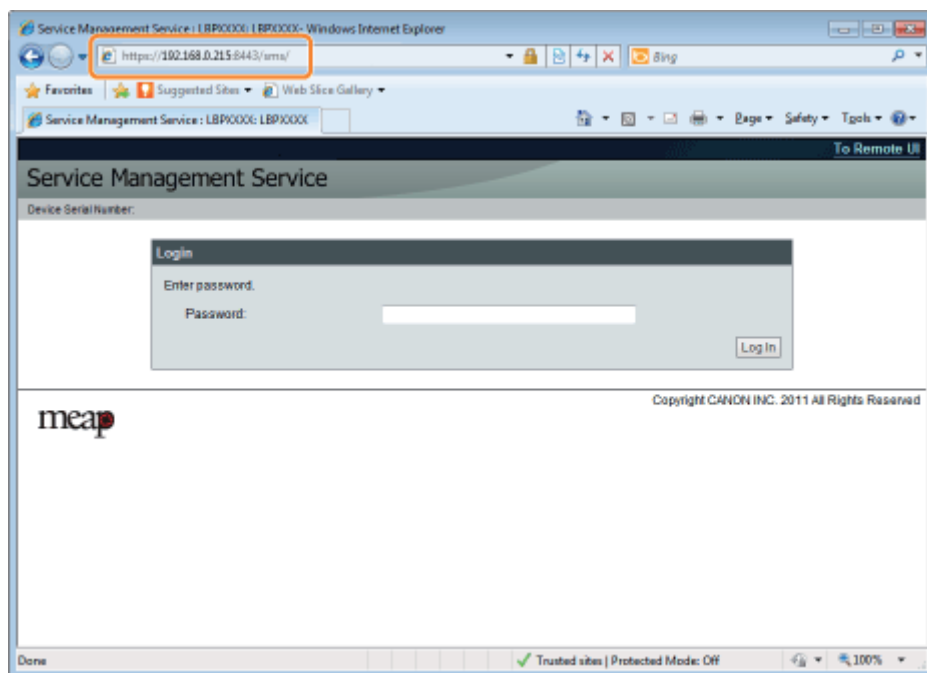 Service Management Service : LBPXXXX: LBPXXXX- Windows Internet Explorer
https://192.168.0.215:8443/sms/
Bing
Favorites Suggested Sites Web Slice Gallery
Service Management Service : LBPXXXX: LBPXXXX
Page Safety Tools
To Remote UI
Service Management Service
Device Serial Number:
Login
Enter password.
Password:
Log In
Copyright CANON INC. 2011 All Rights Reserved
meap
Done
Trusted sites | Protected Mode: Off
100%